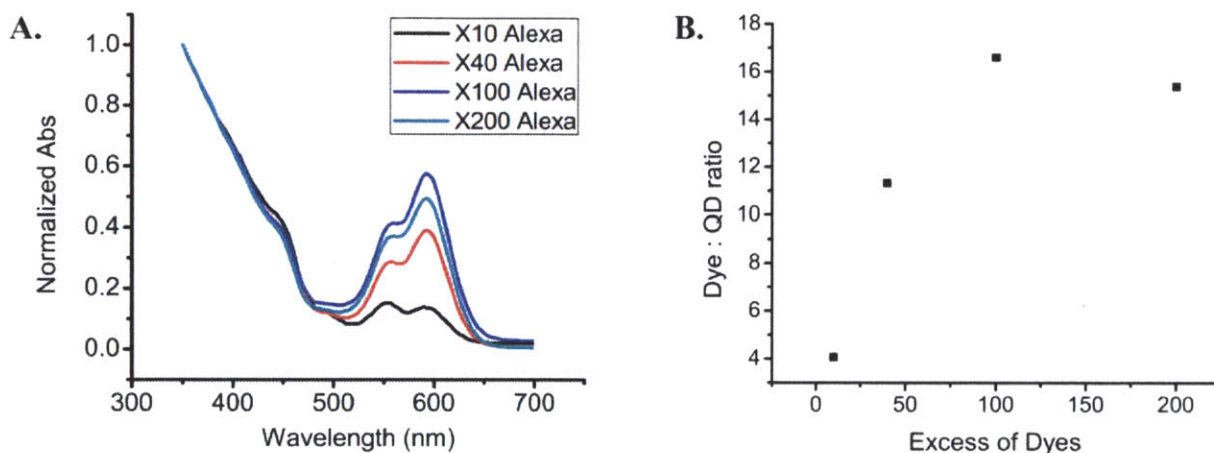 A.
Normalized Abs
1.0
0.8
0.6
0.4
0.2
0.0
300
400
500
600
700
Wavelength (nm)
X10 Alexa
X40 Alexa
X100 Alexa
X200 Alexa
B.
Dye : QD ratio
18
16
14
12
10
8
6
4
0
50
100
150
200
Excess of Dyes